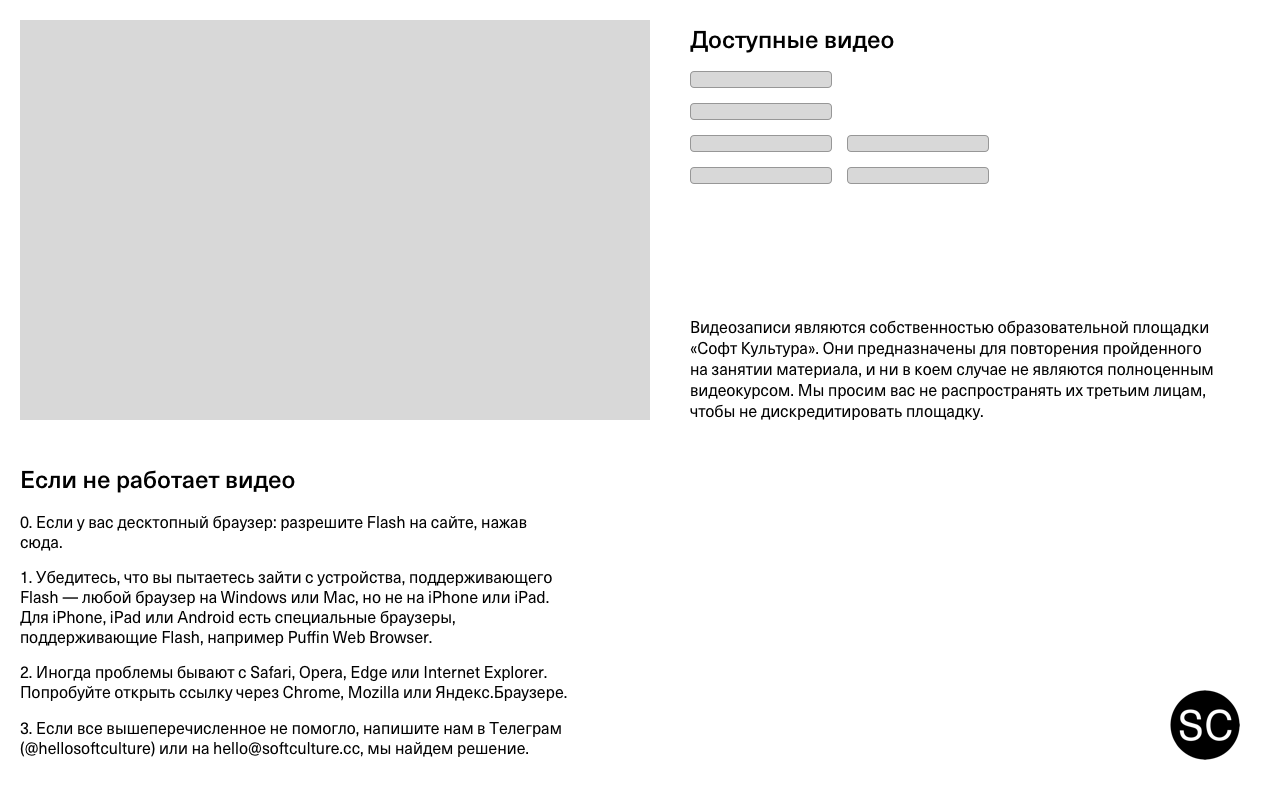 Доступные видео
Видеозаписи являются собственностью образовательной площадки
«Софт Культура». Они предназначены для повторения пройденного
на занятии материала, и ни в коем случае не являются полноценным
видеокурсом. Мы просим вас не распространять их третьим лицам,
чтобы не дискредитировать площадку.
Если не работает видео
0. Если у вас десктопный браузер: разрешите Flash на сайте, нажав
сюда.
1. Убедитесь, что вы пытаетесь зайти с устройства, поддерживающего
Flash — любой браузер на Windows или Mac, но не на iPhone или iPad.
Для iPhone, iPad или Android есть специальные браузеры,
поддерживающие Flash, например Puffin Web Browser.
2. Иногда проблемы бывают с Safari, Opera, Edge или Internet Explorer.
Попробуйте открыть ссылку через Chrome, Mozilla или Яндекс.Браузере.
3. Если все вышеперечисленное не помогло, напишите нам в Телеграм
(@hellosoftculture) или на hello@softculture.cc, мы найдем решение.
SC